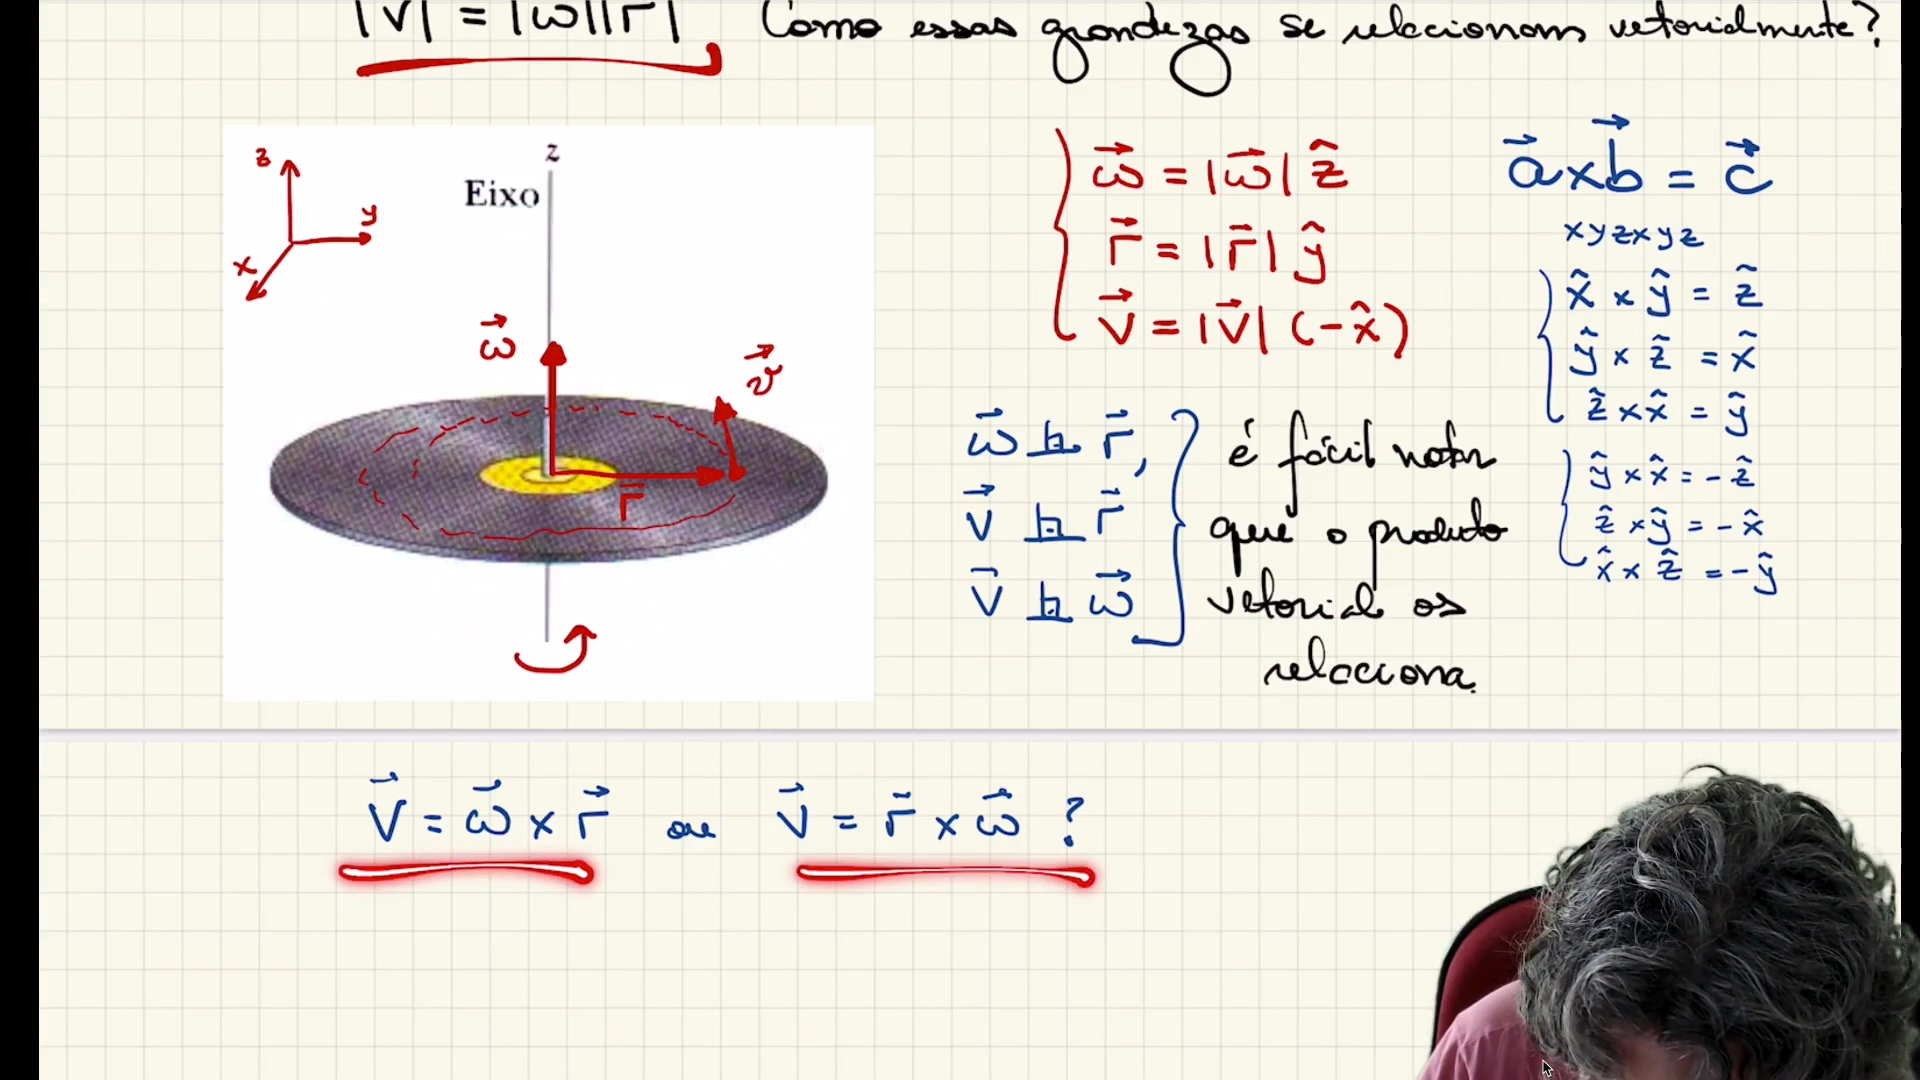 |v| = |ω||r| Como essas grandezas se relacionam vetorialmente?
z
Eixo
z
y
x
ω⃗
v⃗
r⃗
ω⃗ = |ω⃗| ẑ
r⃗ = |r⃗| ŷ
v⃗ = |v⃗| (-x̂)
a⃗ x b⃗ = c⃗
xyzxyz
x̂ x ŷ = ẑ
ŷ x ẑ = x̂
ẑ x x̂ = ŷ
ŷ x x̂ = -ẑ
ẑ x ŷ = -x̂
x̂ x ẑ = -ŷ
ω⃗ ⊥ r⃗,
v⃗ ⊥ r⃗
v⃗ ⊥ ω⃗
é fácil notar
que o produto
vetorial os
relaciona.
v⃗ = ω⃗ x r⃗ ou v⃗ = r⃗ x ω⃗ ?